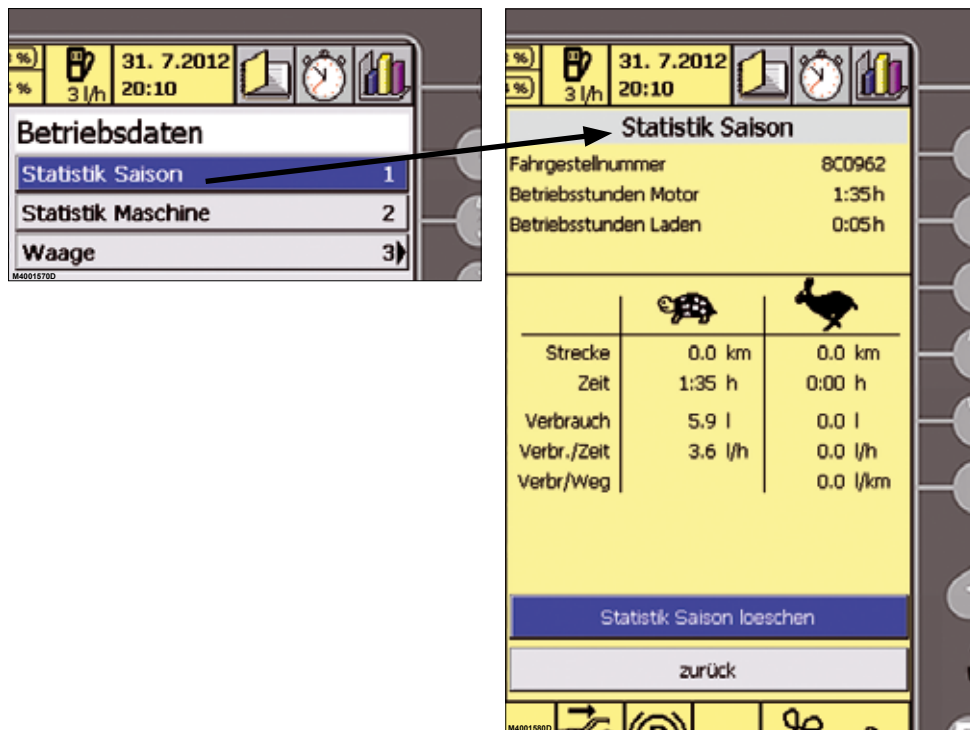 %)
%
3 l/h
31. 7.2012
20:10
Betriebsdaten
Statistik Saison 1
Statistik Maschine 2
Waage 3
M4001570D
%)
%)
3 l/h
31. 7.2012
20:10
Statistik Saison
Fahrgestellnummer 8C0962
Betriebsstunden Motor 1:35 h
Betriebsstunden Laden 0:05 h
Strecke 0.0 km 0.0 km
Zeit 1:35 h 0:00 h
Verbrauch 5.9 l 0.0 l
Verbr./Zeit 3.6 l/h 0.0 l/h
Verbr/Weg 0.0 l/km
Statistik Saison loeschen
zurück
M4001580D
(P)